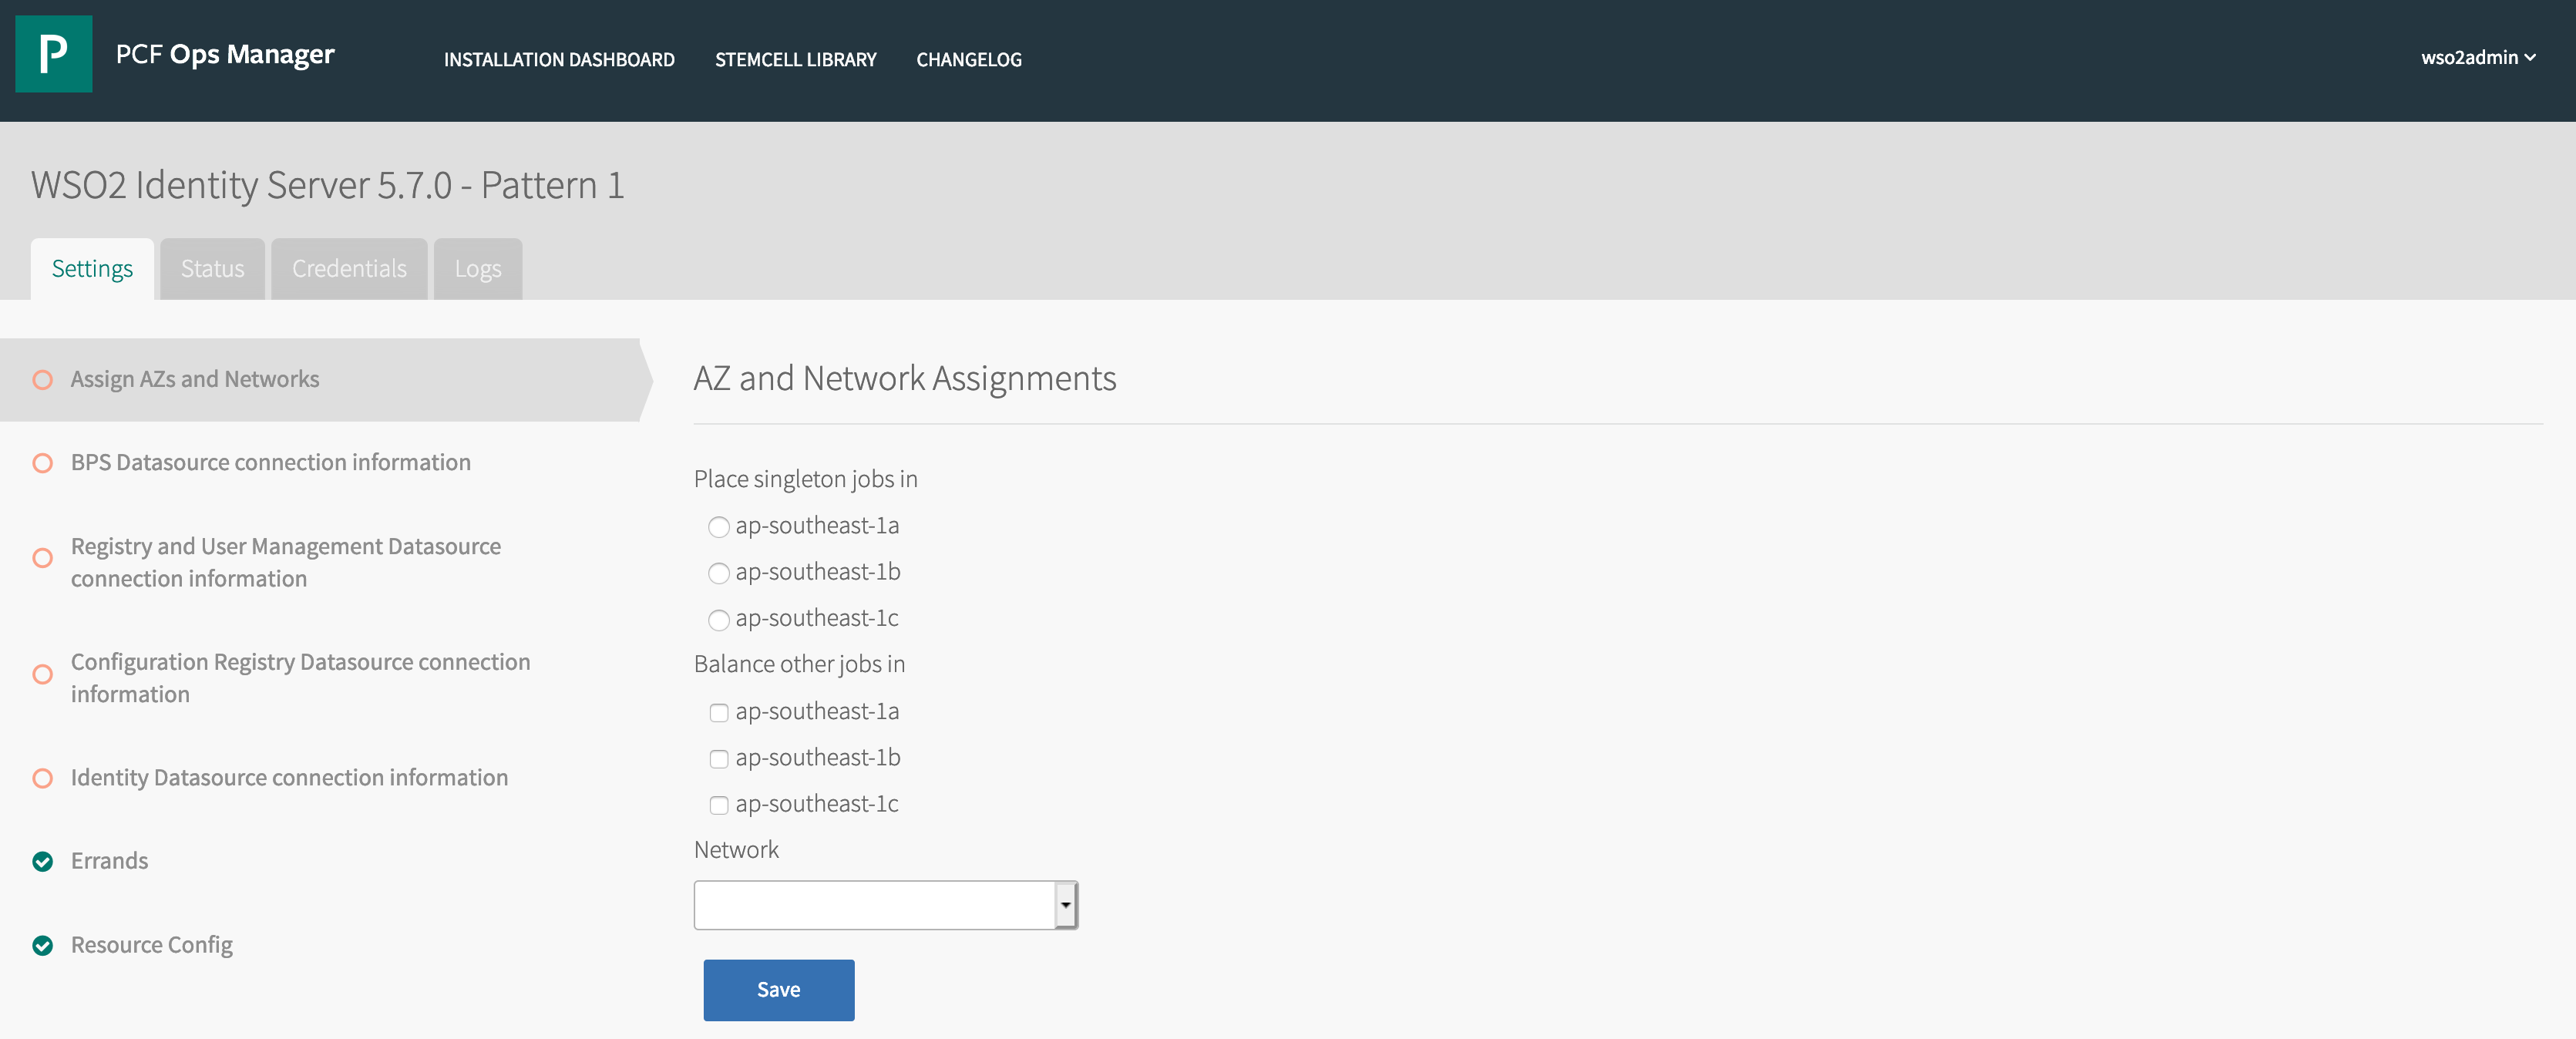 P
PCF Ops Manager
INSTALLATION DASHBOARD
STEMCELL LIBRARY
CHANGELOG
wso2admin
WSO2 Identity Server 5.7.0 - Pattern 1
Settings
Status
Credentials
Logs
Assign AZs and Networks
BPS Datasource connection information
Registry and User Management Datasource
connection information
Configuration Registry Datasource connection
information
Identity Datasource connection information
Errands
Resource Config
AZ and Network Assignments
Place singleton jobs in
ap-southeast-1a
ap-southeast-1b
ap-southeast-1c
Balance other jobs in
ap-southeast-1a
ap-southeast-1b
ap-southeast-1c
Network
Save